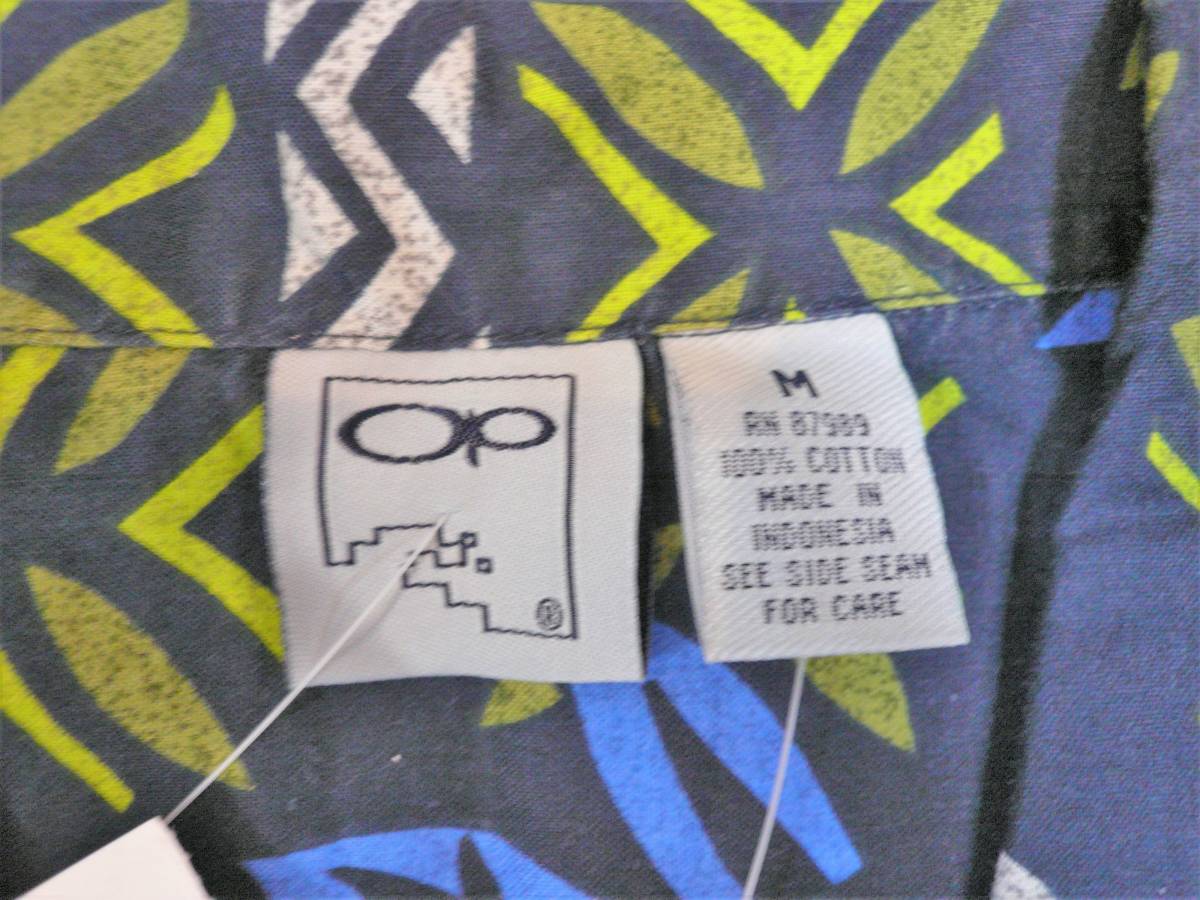 Op
®
M
RN 87989
100% COTTON
MADE IN
INDONESIA
SEE SIDE SEAM
FOR CARE